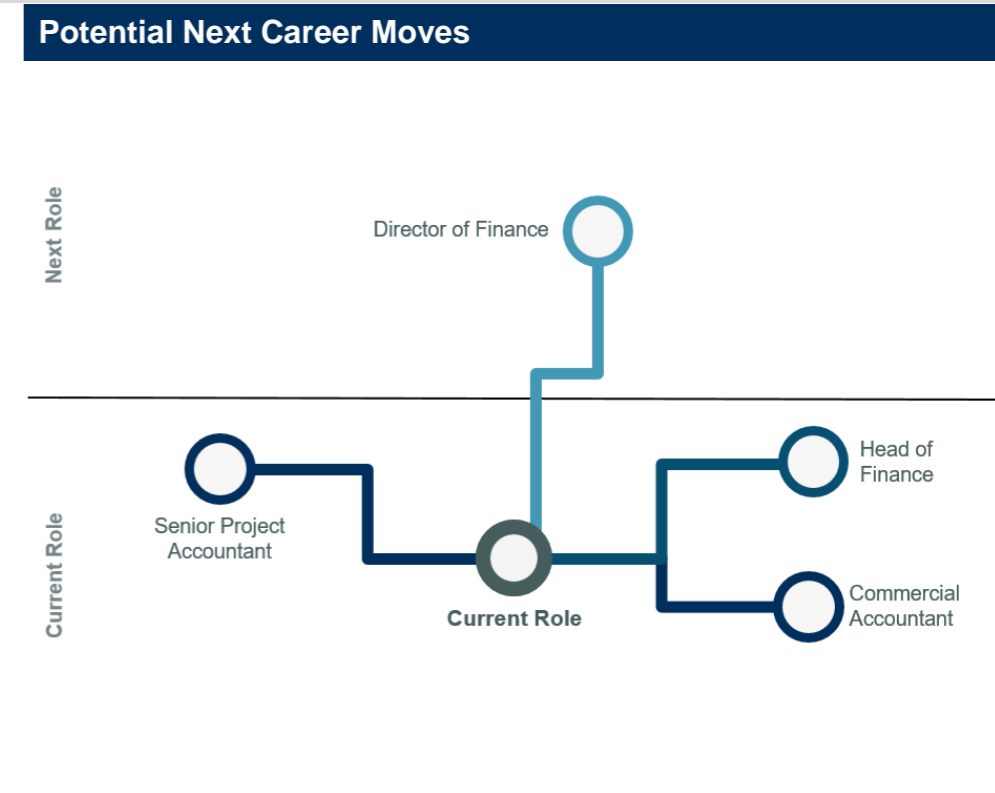 Potential Next Career Moves
Next Role
Director of Finance
Head of
Finance
Senior Project
Accountant
Current Role
Current Role
Commercial
Accountant